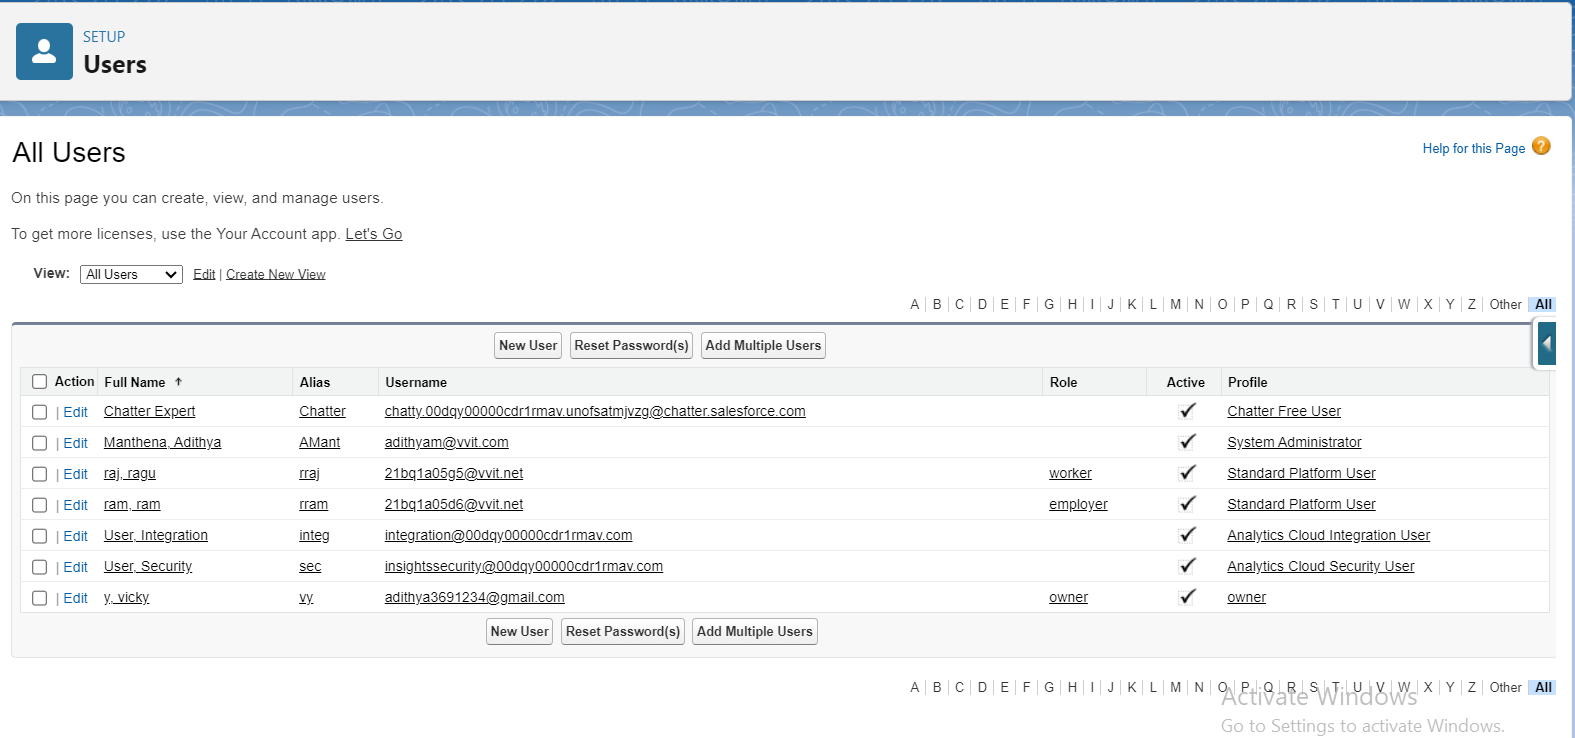 SETUP
Users
All Users
Help for this Page ?
On this page you can create, view, and manage users.
To get more licenses, use the Your Account app. Let's Go
View: All Users Edit | Create New View
A B C D E F G H I J K L M N O P Q R S T U V W X Y Z Other All
New User Reset Password(s) Add Multiple Users
Action Full Name ↑ Alias Username Role Active Profile
| Edit Chatter Expert Chatter chatty.00dqy00000cdr1rmav.unofsatmjvzg@chatter.salesforce.com Chatter Free User
| Edit Manthena, Adithya AMant adithyam@vvit.com System Administrator
| Edit raj, ragu rraj 21bq1a05g5@vvit.net worker Standard Platform User
| Edit ram, ram rram 21bq1a05d6@vvit.net employer Standard Platform User
| Edit User, Integration integ integration@00dqy00000cdr1rmav.com Analytics Cloud Integration User
| Edit User, Security sec insightssecurity@00dqy00000cdr1rmav.com Analytics Cloud Security User
| Edit y, vicky vy adithya3691234@gmail.com owner owner
New User Reset Password(s) Add Multiple Users
A B C D E F G H I J K L M N O P Q R S T U V W X Y Z Other All
Activate Windows
Go to Settings to activate Windows.